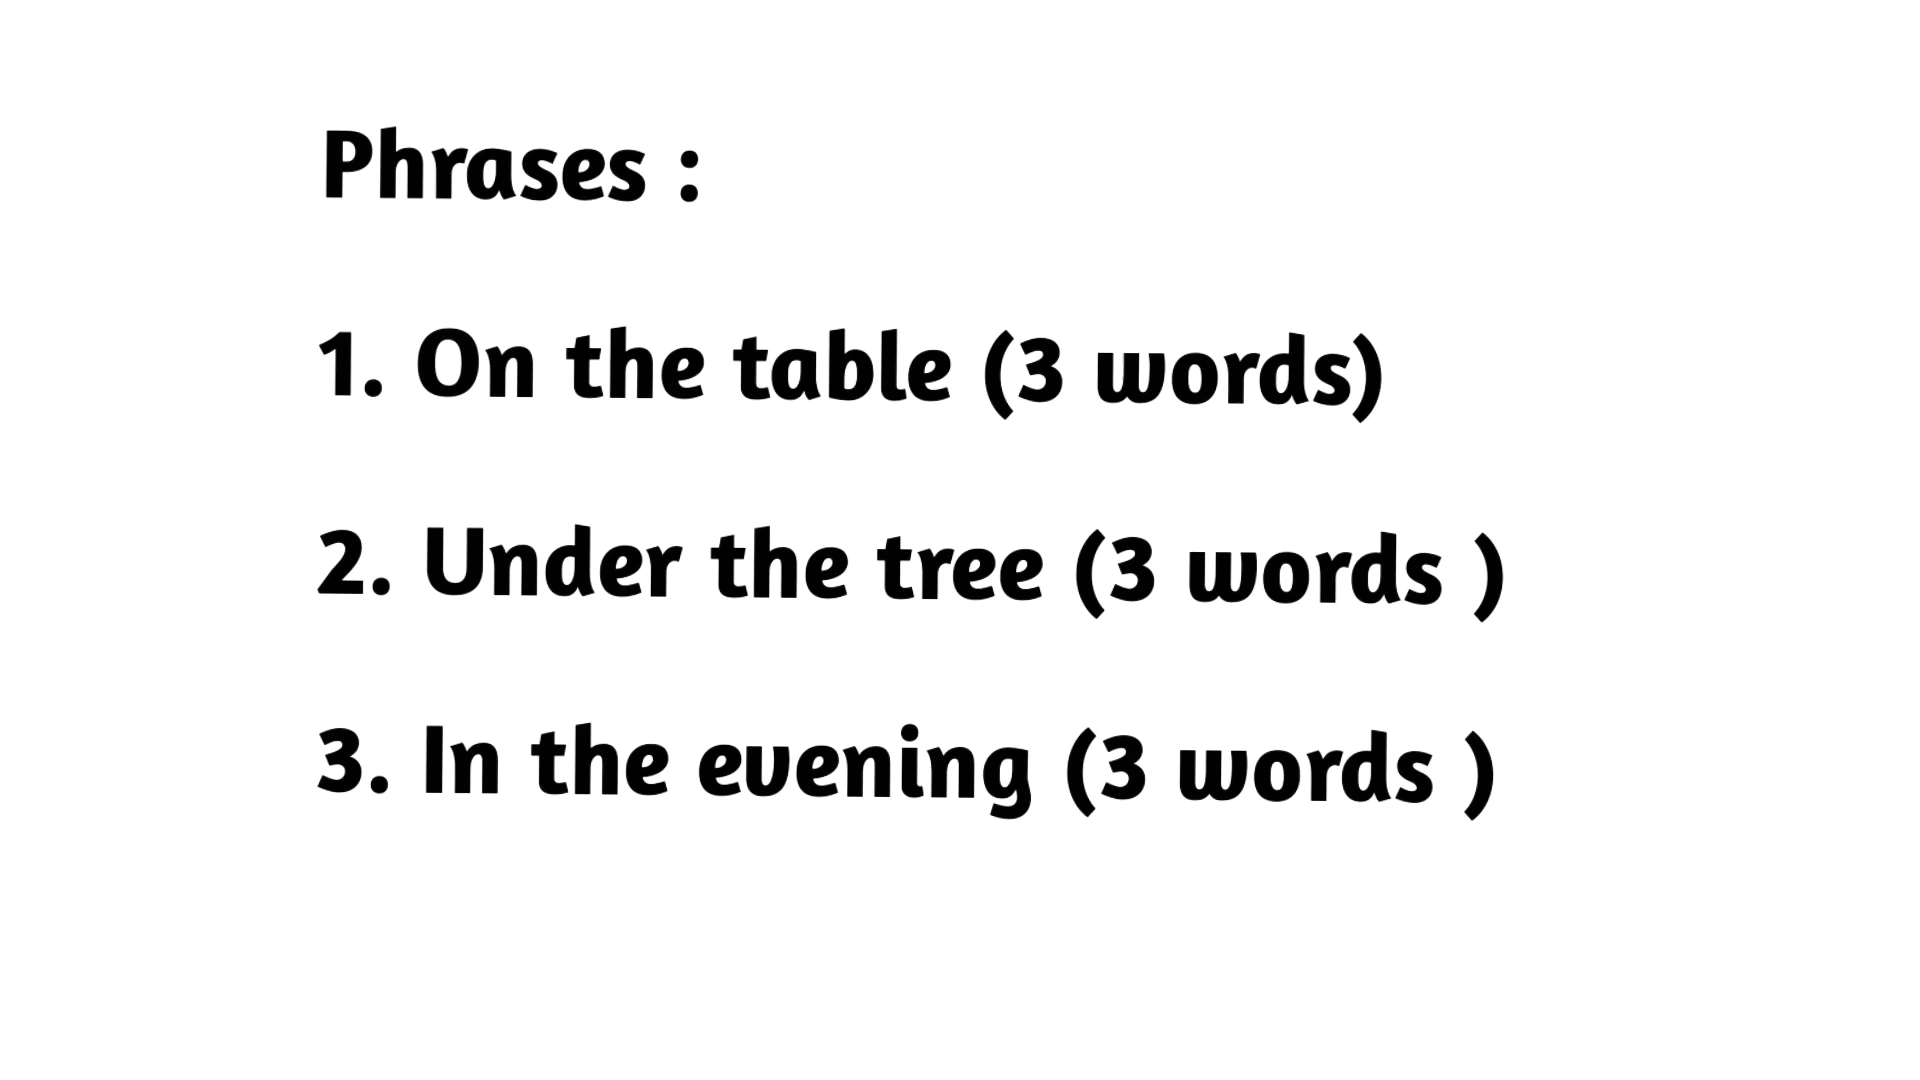 Phrases :
1. On the table (3 words)
2. Under the tree (3 words )
3. In the evening (3 words )